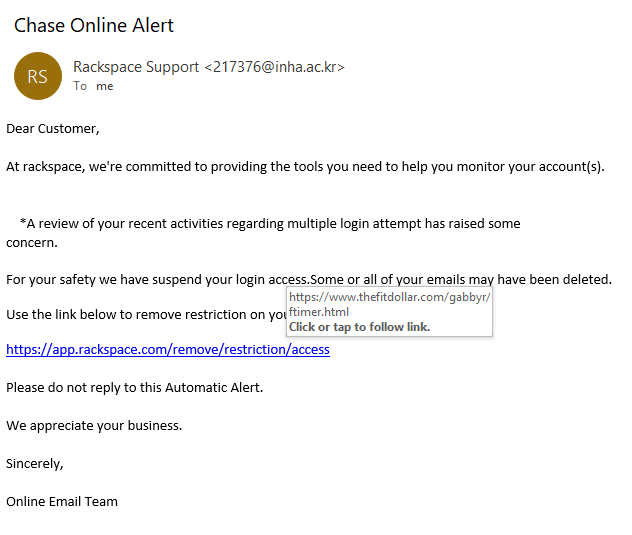 Chase Online Alert
RS
Rackspace Support <217376@inha.ac.kr>
To me
Dear Customer,
At rackspace, we're committed to providing the tools you need to help you monitor your account(s).
*A review of your recent activities regarding multiple login attempt has raised some
concern.
For your safety we have suspend your login access.Some or all of your emails may have been deleted.
https://www.thefitdollar.com/gabbyr/
ftimer.html
Click or tap to follow link.
Use the link below to remove restriction on you
https://app.rackspace.com/remove/restriction/access
Please do not reply to this Automatic Alert.
We appreciate your business.
Sincerely,
Online Email Team